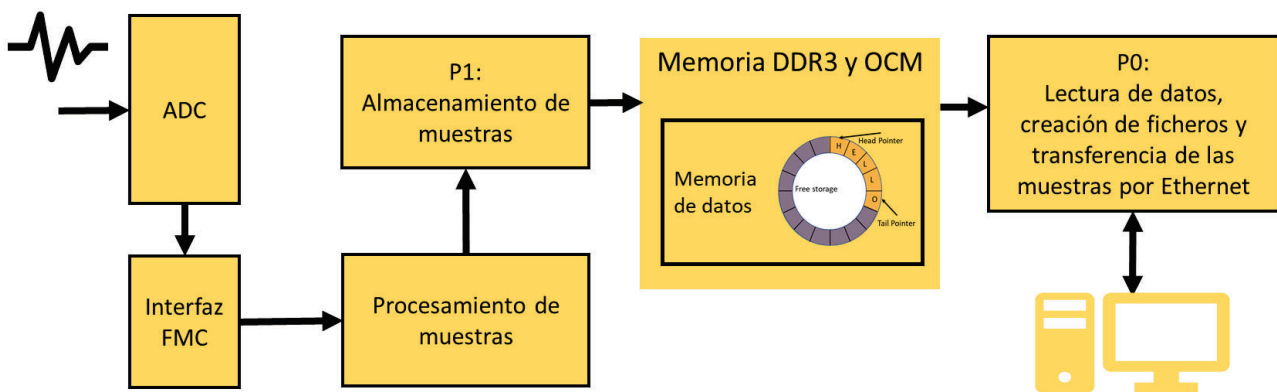 ADC
Interfaz
FMC
Procesamiento de
muestras
P1:
Almacenamiento de
muestras
Memoria DDR3 y OCM
Memoria
de datos
H
E
L
L
O
Head Pointer
Free storage
Tail Pointer
P0:
Lectura de datos,
creación de ficheros y
transferencia de las
muestras por Ethernet